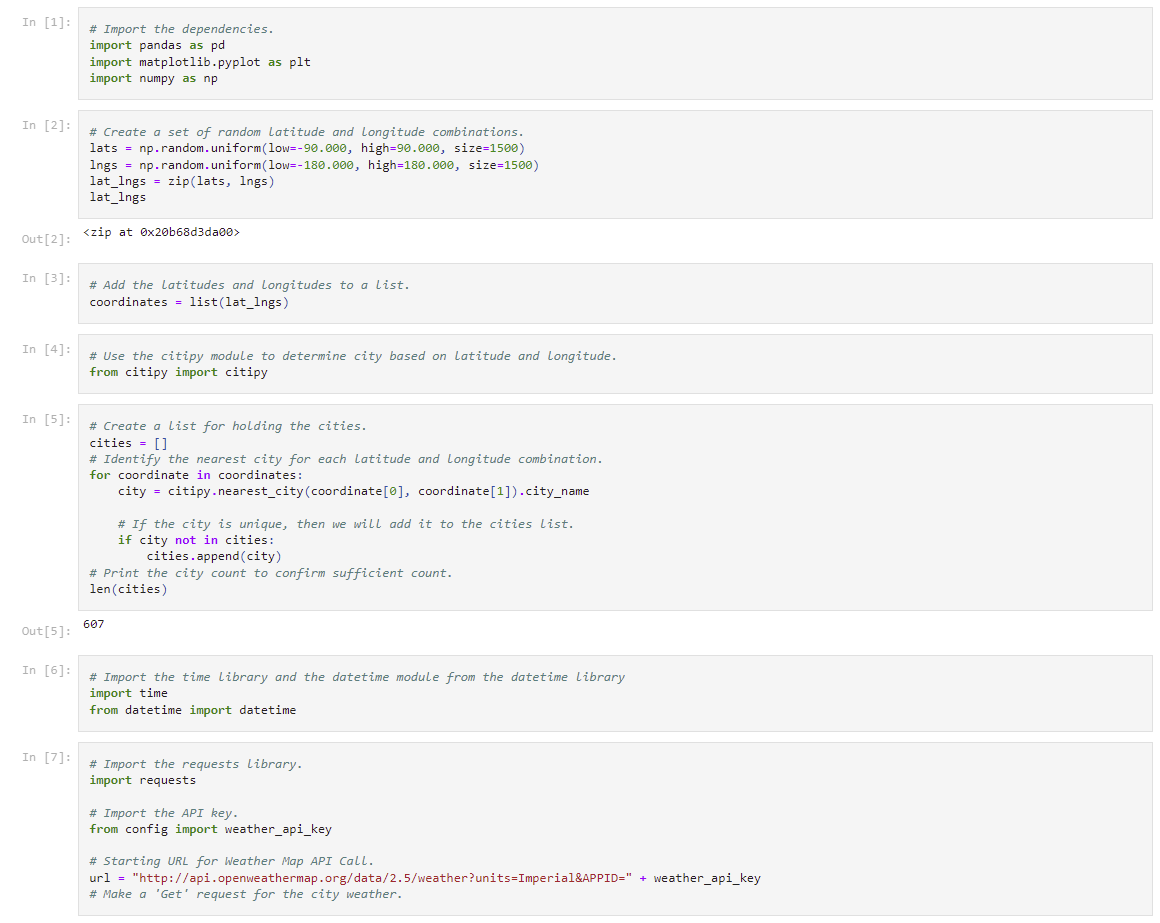 In [1]:
# Import the dependencies.
import pandas as pd
import matplotlib.pyplot as plt
import numpy as np
In [2]:
# Create a set of random latitude and longitude combinations.
lats = np.random.uniform(low=-90.000, high=90.000, size=1500)
lngs = np.random.uniform(low=-180.000, high=180.000, size=1500)
lat_lngs = zip(lats, lngs)
lat_lngs
Out[2]:
<zip at 0x20b68d3da00>
In [3]:
# Add the latitudes and longitudes to a list.
coordinates = list(lat_lngs)
In [4]:
# Use the citipy module to determine city based on latitude and longitude.
from citipy import citipy
In [5]:
# Create a list for holding the cities.
cities = []
# Identify the nearest city for each latitude and longitude combination.
for coordinate in coordinates:
    city = citipy.nearest_city(coordinate[0], coordinate[1]).city_name
    # If the city is unique, then we will add it to the cities list.
    if city not in cities:
        cities.append(city)
# Print the city count to confirm sufficient count.
len(cities)
Out[5]:
607
In [6]:
# Import the time library and the datetime module from the datetime library
import time
from datetime import datetime
In [7]:
# Import the requests library.
import requests
# Import the API key.
from config import weather_api_key
# Starting URL for Weather Map API Call.
url = "http://api.openweathermap.org/data/2.5/weather?units=Imperial&APPID=" + weather_api_key
# Make a 'Get' request for the city weather.